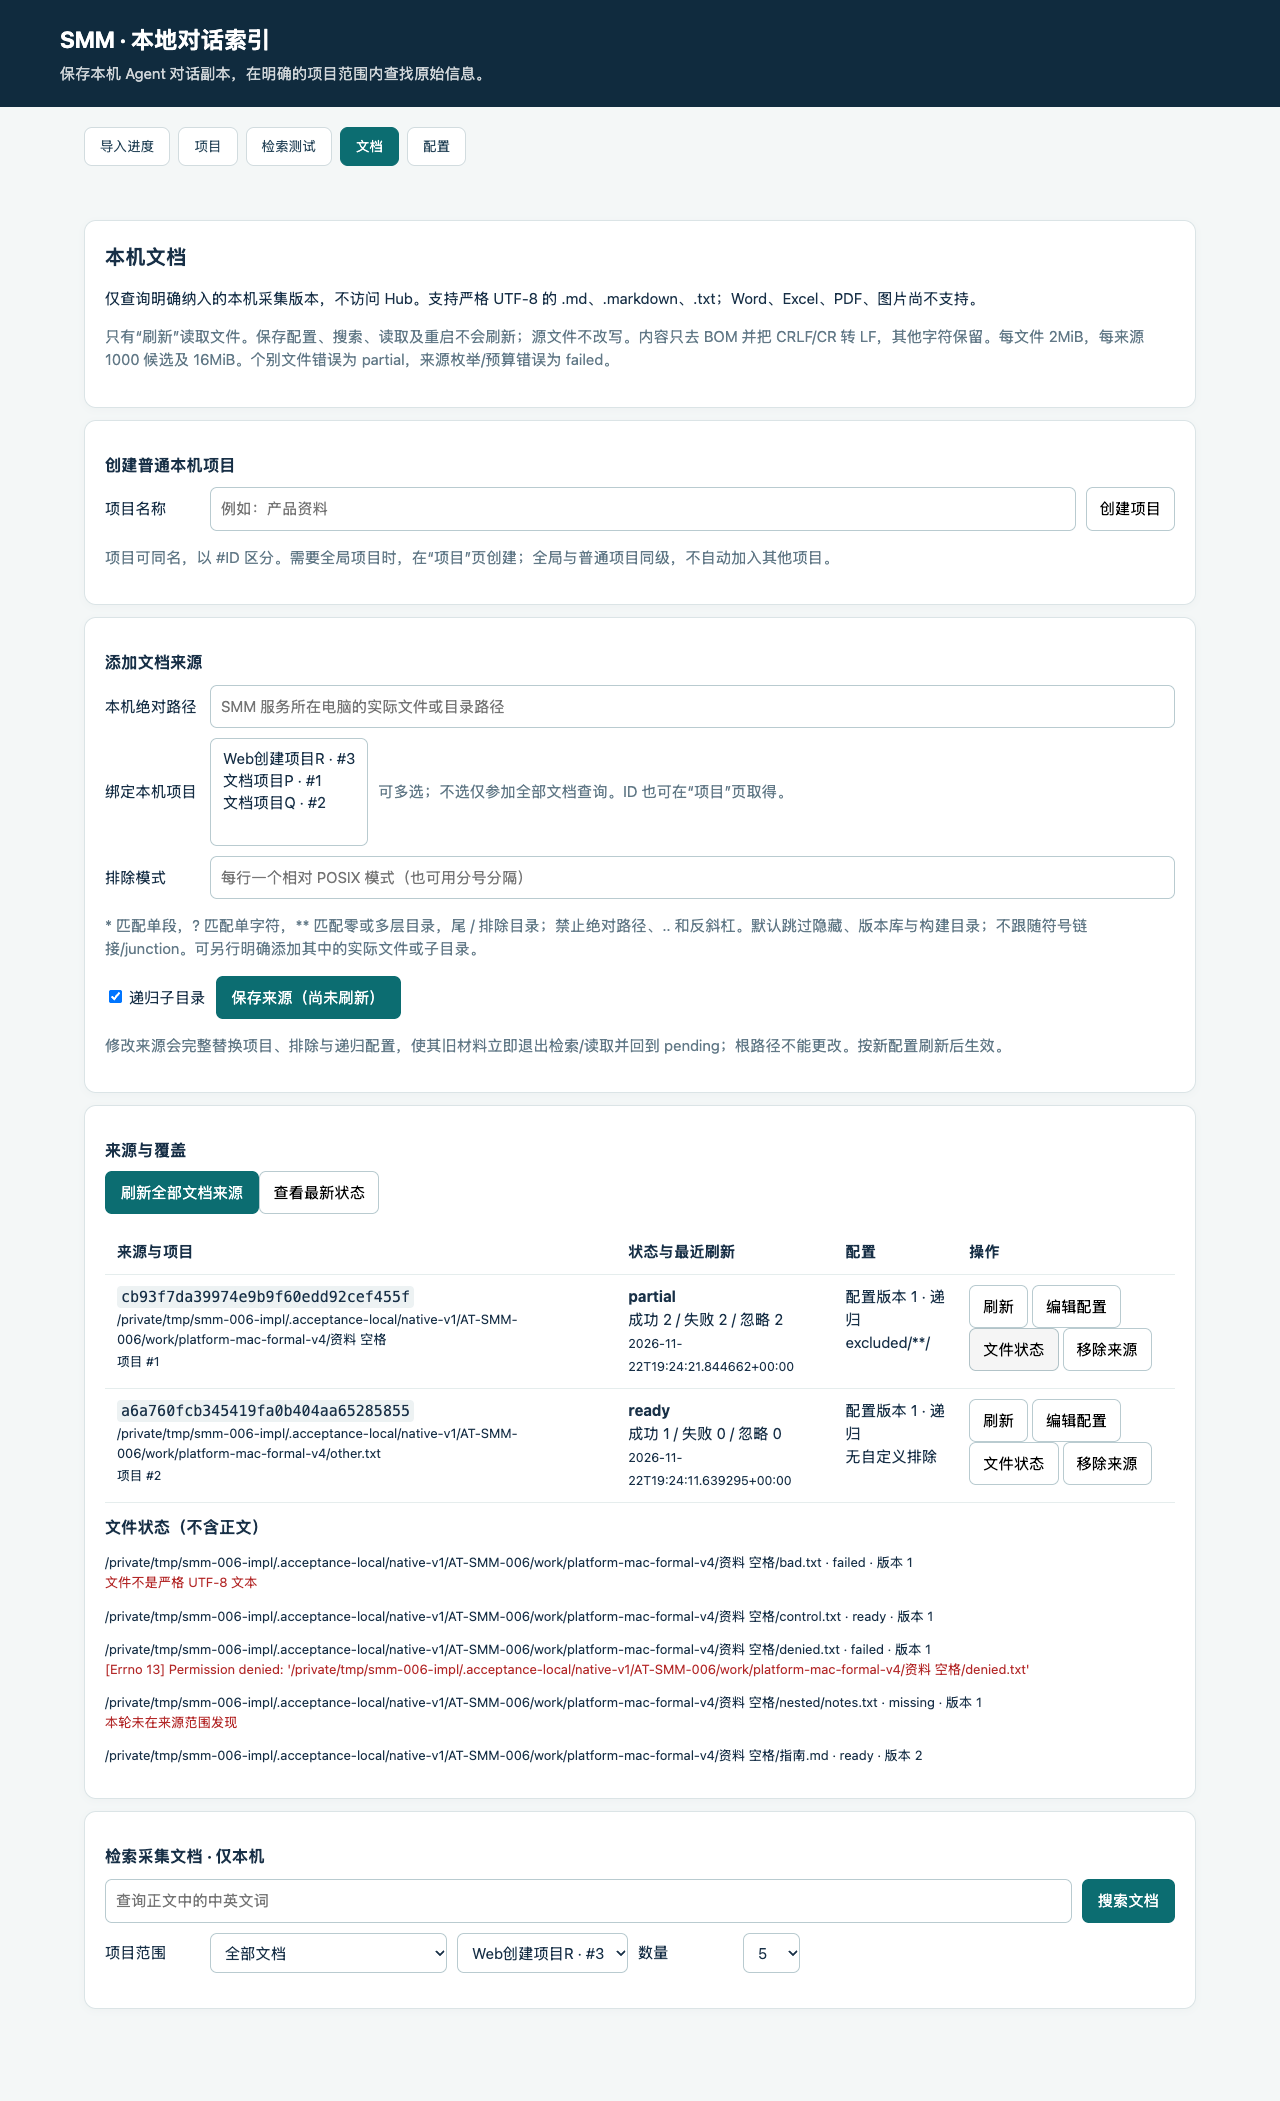 SMM · 本地对话索引
保存本机 Agent 对话副本，在明确的项目范围内查找原始信息。
导入进度
项目
检索测试
文档
配置
本机文档
仅查询明确纳入的本机采集版本，不访问 Hub。支持严格 UTF-8 的 .md、.markdown、.txt；Word、Excel、PDF、图片尚不支持。
只有“刷新”读取文件。保存配置、搜索、读取及重启不会刷新；源文件不改写。内容只去 BOM 并把 CRLF/CR 转 LF，其他字符保留。每文件 2MiB，每来源
1000 候选及 16MiB。个别文件错误为 partial，来源枚举/预算错误为 failed。
创建普通本机项目
项目名称
例如：产品资料
创建项目
项目可同名，以 #ID 区分。需要全局项目时，在“项目”页创建；全局与普通项目同级，不自动加入其他项目。
添加文档来源
本机绝对路径
SMM 服务所在电脑的实际文件或目录路径
绑定本机项目
Web创建项目R · #3
文档项目P · #1
文档项目Q · #2
可多选；不选仅参加全部文档查询。ID 也可在“项目”页取得。
排除模式
每行一个相对 POSIX 模式（也可用分号分隔）
* 匹配单段，? 匹配单字符，** 匹配零或多层目录，尾 / 排除目录；禁止绝对路径、.. 和反斜杠。默认跳过隐藏、版本库与构建目录；不跟随符号链
接/junction。可另行明确添加其中的实际文件或子目录。
递归子目录
保存来源（尚未刷新）
修改来源会完整替换项目、排除与递归配置，使其旧材料立即退出检索/读取并回到 pending；根路径不能更改。按新配置刷新后生效。
来源与覆盖
刷新全部文档来源
查看最新状态
来源与项目
状态与最近刷新
配置
操作
cb93f7da39974e9b9f60edd92cef455f
/private/tmp/smm-006-impl/.acceptance-local/native-v1/AT-SMM-
006/work/platform-mac-formal-v4/资料 空格
项目 #1
partial
成功 2 / 失败 2 / 忽略 2
2026-11-
22T19:24:21.844662+00:00
配置版本 1 · 递
归
excluded/**/
刷新
编辑配置
文件状态
移除来源
a6a760fcb345419fa0b404aa65285855
/private/tmp/smm-006-impl/.acceptance-local/native-v1/AT-SMM-
006/work/platform-mac-formal-v4/other.txt
项目 #2
ready
成功 1 / 失败 0 / 忽略 0
2026-11-
22T19:24:11.639295+00:00
配置版本 1 · 递
归
无自定义排除
刷新
编辑配置
文件状态
移除来源
文件状态（不含正文）
/private/tmp/smm-006-impl/.acceptance-local/native-v1/AT-SMM-006/work/platform-mac-formal-v4/资料 空格/bad.txt · failed · 版本 1
文件不是严格 UTF-8 文本
/private/tmp/smm-006-impl/.acceptance-local/native-v1/AT-SMM-006/work/platform-mac-formal-v4/资料 空格/control.txt · ready · 版本 1
/private/tmp/smm-006-impl/.acceptance-local/native-v1/AT-SMM-006/work/platform-mac-formal-v4/资料 空格/denied.txt · failed · 版本 1
[Errno 13] Permission denied: '/private/tmp/smm-006-impl/.acceptance-local/native-v1/AT-SMM-006/work/platform-mac-formal-v4/资料 空格/denied.txt'
/private/tmp/smm-006-impl/.acceptance-local/native-v1/AT-SMM-006/work/platform-mac-formal-v4/资料 空格/nested/notes.txt · missing · 版本 1
本轮未在来源范围发现
/private/tmp/smm-006-impl/.acceptance-local/native-v1/AT-SMM-006/work/platform-mac-formal-v4/资料 空格/指南.md · ready · 版本 2
检索采集文档 · 仅本机
查询正文中的中英文词
搜索文档
项目范围
全部文档
Web创建项目R · #3
数量
5